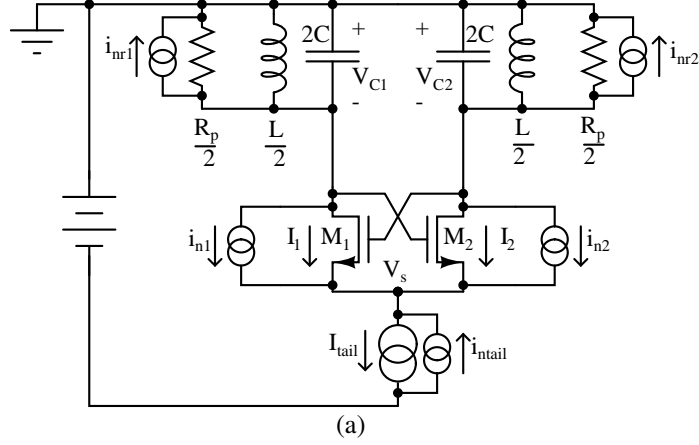 2C + + 2C
i_nr1 V_C1 V_C2 i_nr2
- -
R_p/2 L/2 L/2 R_p/2
i_n1 I_1 M_1 M_2 I_2 i_n2
V_s
I_tail i_ntail
(a)